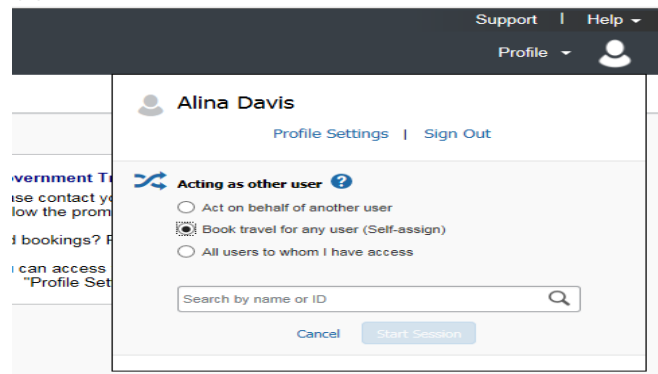 Support | Help
Profile
Alina Davis
Profile Settings | Sign Out
vernment
ase contact
low the prom
d bookings?
can access
"Profile Set
Acting as other user ?
Act on behalf of another user
Book travel for any user (Self-assign)
All users to whom I have access
Search by name or ID
Cancel Start Session